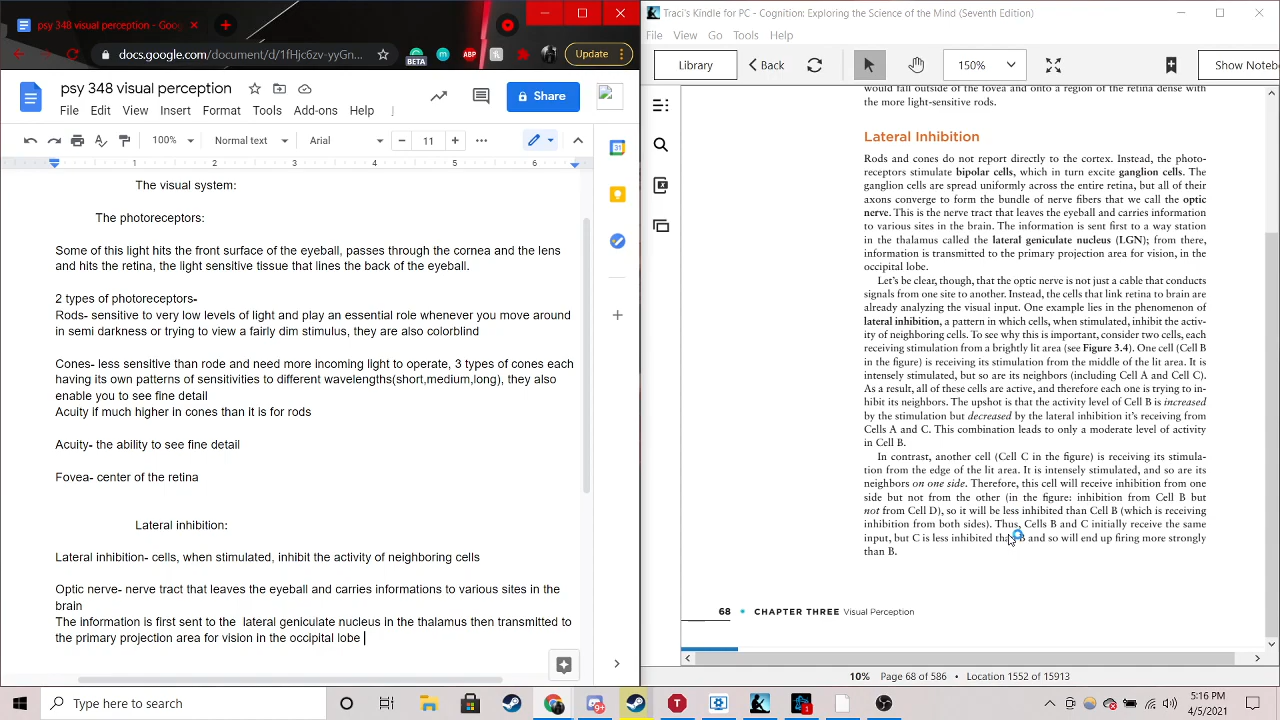 psy 348 visual perception - Goog
docs.google.com/document/d/1fHjc6zv-yyGn...
BETA
ABP
Update
psy 348 visual perception
File Edit View Insert Format Tools Add-ons Help
Share
100% Normal text Arial 11
1 2 3 4 5 6
31
The visual system:
The photoreceptors:
Some of this light hits the front surface of the eyeball, passes through the cornea and the lens
and hits the retina, the light sensitive tissue that lines the back of the eyeball.
2 types of photoreceptors-
Rods- sensitive to very low levels of light and play an essential role whenever you move around
in semi darkness or trying to view a fairly dim stimulus, they are also colorblind
Cones- less sensitive than rode and need more incoming light to function, 3 types of cones each
having its own patterns of sensitivities to different wavelengths(short,medium,long), they also
enable you to see fine detail
Acuity if much higher in cones than it is for rods
Acuity- the ability to see fine detail
Fovea- center of the retina
Lateral inhibition:
Lateral inhibition- cells, when stimulated, inhibit the activity of neighboring cells
Optic nerve- nerve tract that leaves the eyeball and carries informations to various sites in the
brain
The information is first sent to the  lateral geniculate nucleus in the thalamus then transmitted to
the primary projection area for vision in the occipital lobe
Traci's Kindle for PC - Cognition: Exploring the Science of the Mind (Seventh Edition)
File View Go Tools Help
Library Back 150% Show Noteb
would fall outside of the fovea and onto a region of the retina dense with
the more light-sensitive rods.
Lateral Inhibition
Rods and cones do not report directly to the cortex. Instead, the photo-
receptors stimulate bipolar cells, which in turn excite ganglion cells. The
ganglion cells are spread uniformly across the entire retina, but all of their
axons converge to form the bundle of nerve fibers that we call the optic
nerve. This is the nerve tract that leaves the eyeball and carries information
to various sites in the brain. The information is sent first to a way station
in the thalamus called the lateral geniculate nucleus (LGN); from there,
information is transmitted to the primary projection area for vision, in the
occipital lobe.
Let's be clear, though, that the optic nerve is not just a cable that conducts
signals from one site to another. Instead, the cells that link retina to brain are
already analyzing the visual input. One example lies in the phenomenon of
lateral inhibition, a pattern in which cells, when stimulated, inhibit the activ-
ity of neighboring cells. To see why this is important, consider two cells, each
receiving stimulation from a brightly lit area (see Figure 3.4). One cell (Cell B
in the figure) is receiving its stimulation from the middle of the lit area. It is
intensely stimulated, but so are its neighbors (including Cell A and Cell C).
As a result, all of these cells are active, and therefore each one is trying to in-
hibit its neighbors. The upshot is that the activity level of Cell B is increased
by the stimulation but decreased by the lateral inhibition it's receiving from
Cells A and C. This combination leads to only a moderate level of activity
in Cell B.
In contrast, another cell (Cell C in the figure) is receiving its stimula-
tion from the edge of the lit area. It is intensely stimulated, and so are its
neighbors on one side. Therefore, this cell will receive inhibition from one
side but not from the other (in the figure: inhibition from Cell B but
not from Cell D), so it will be less inhibited than Cell B (which is receiving
inhibition from both sides). Thus, Cells B and C initially receive the same
input, but C is less inhibited than B and so will end up firing more strongly
than B.
68 CHAPTER THREE Visual Perception
10% Page 68 of 586 • Location 1552 of 15913
Type here to search
T
1
5:16 PM
4/5/2021